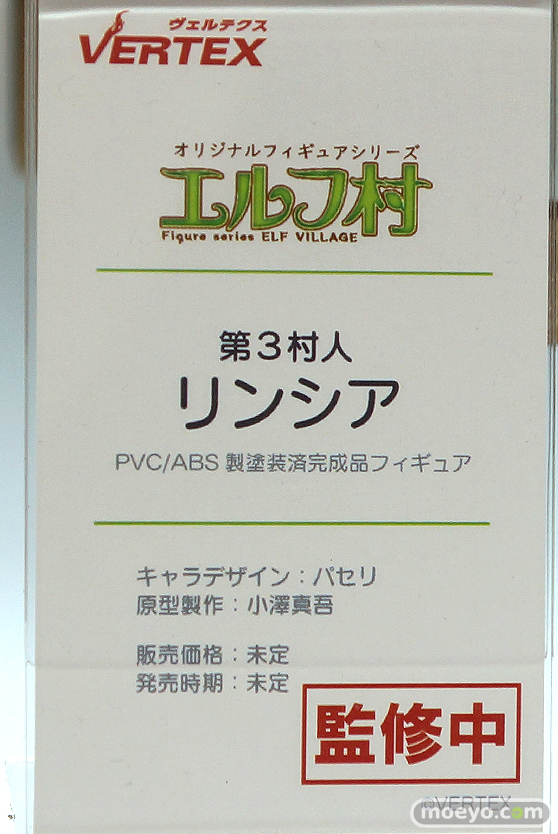 ヴェルテクス
VERTEX
オリジナルフィギュアシリーズ
エルフ村
Figure series ELF VILLAGE
第3村人
リンシア
PVC/ABS 製塗装済完成品フィギュア
キャラデザイン：パセリ
原型製作：小澤真吾
販売価格：未定
発売時期：未定
監修中
©VERTEX
moeyo.com